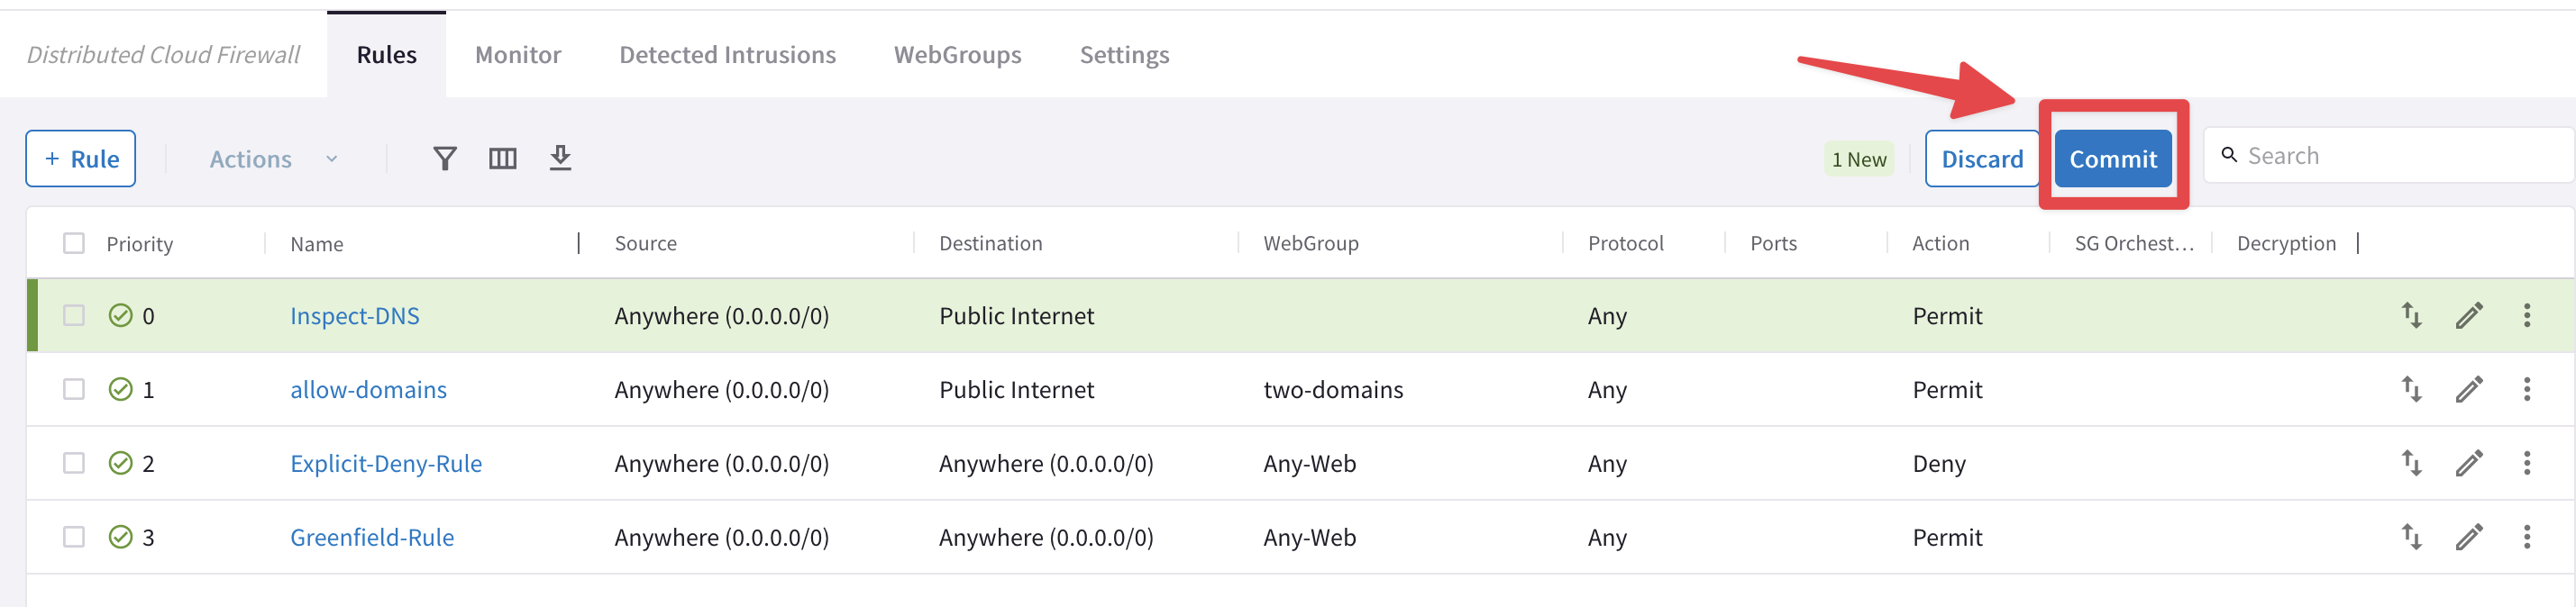 Distributed Cloud Firewall Rules Monitor Detected Intrusions WebGroups Settings
+ Rule Actions 1 New Discard Commit Search
Priority Name Source Destination WebGroup Protocol Ports Action SG Orchest... Decryption
0 Inspect-DNS Anywhere (0.0.0.0/0) Public Internet Any Permit
1 allow-domains Anywhere (0.0.0.0/0) Public Internet two-domains Any Permit
2 Explicit-Deny-Rule Anywhere (0.0.0.0/0) Anywhere (0.0.0.0/0) Any-Web Any Deny
3 Greenfield-Rule Anywhere (0.0.0.0/0) Anywhere (0.0.0.0/0) Any-Web Any Permit